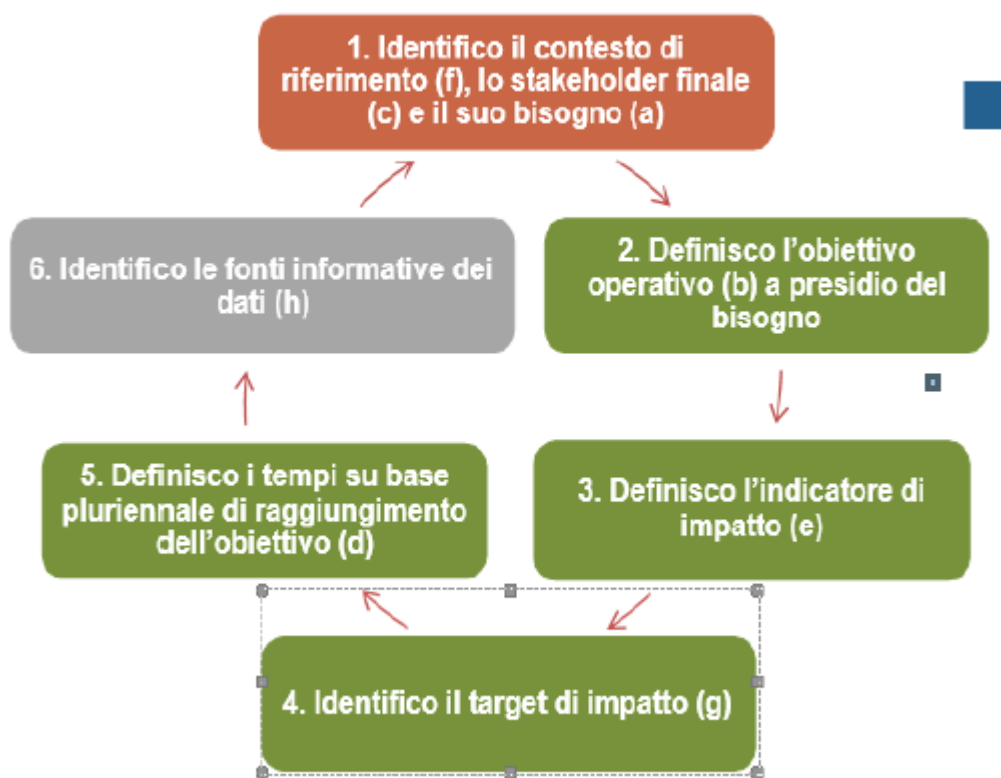 1. Identifico il contesto di
riferimento (f), lo stakeholder finale
(c) e il suo bisogno (a)
2. Definisco l'obiettivo
operativo (b) a presidio del
bisogno
3. Definisco l'indicatore di
impatto (e)
4. Identifico il target di impatto (g)
5. Definisco i tempi su base
pluriennale di raggiungimento
dell'obiettivo (d)
6. Identifico le fonti informative dei
dati (h)